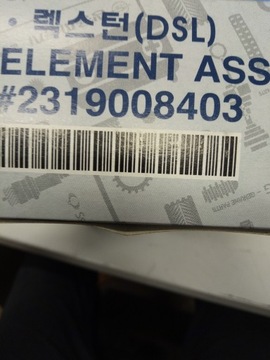 · 렉스턴(DSL)
ELEMENT ASS
#2319008403